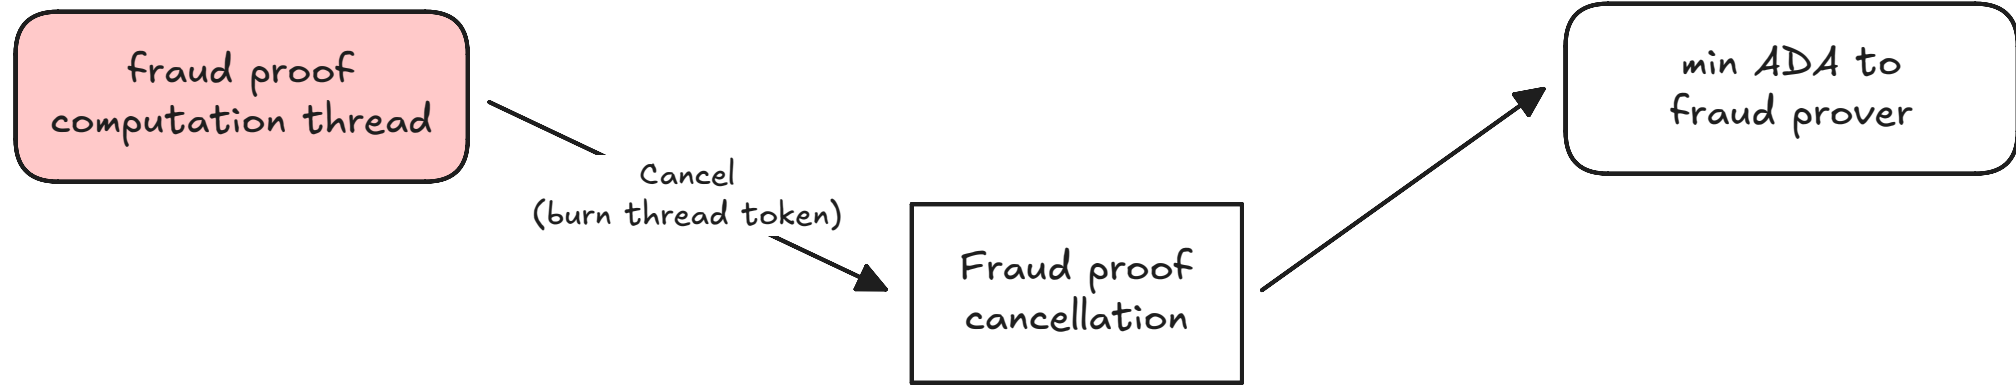 fraud proof
computation thread
Cancel
(burn thread token)
Fraud proof
cancellation
min ADA to
fraud prover